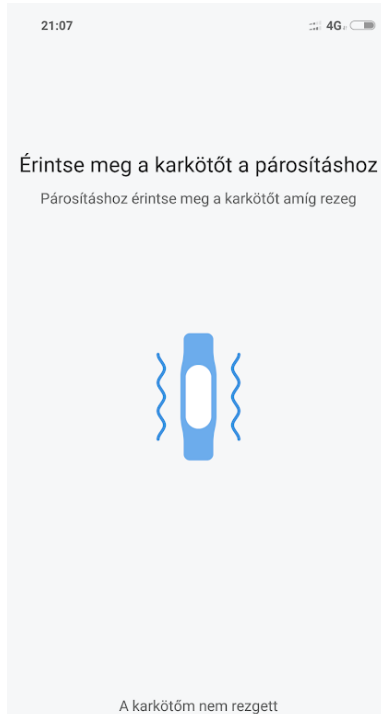 21:07
4G
Érintse meg a karkötőt a párosításhoz
Párosításhoz érintse meg a karkötőt amíg rezeg
A karkötőm nem rezgett